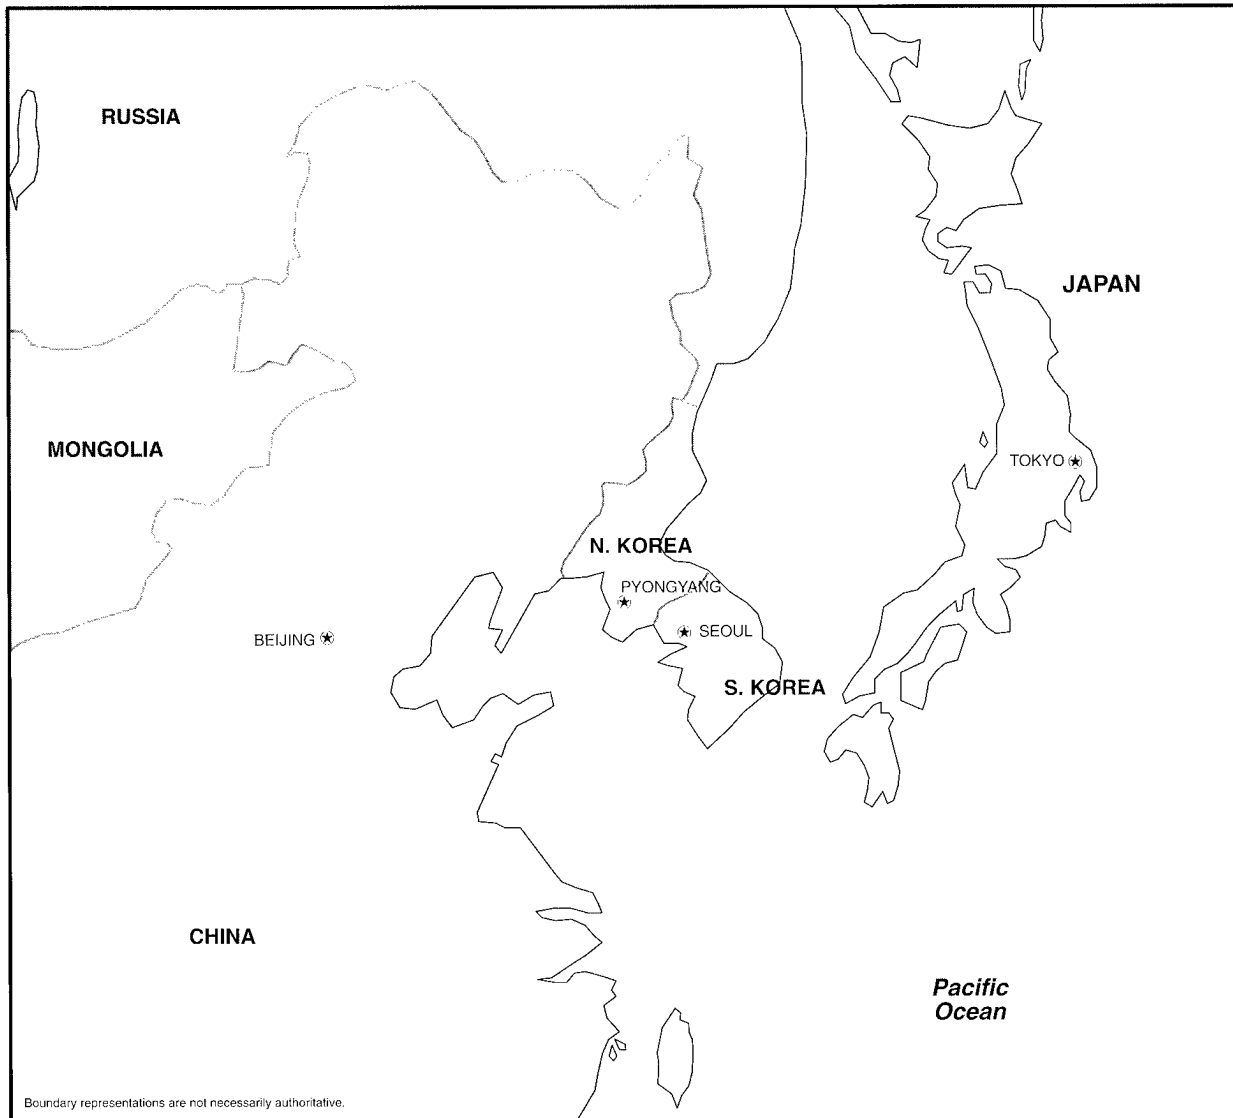 RUSSIA
JAPAN
MONGOLIA
TOKYO
N. KOREA
PYONGYANG
BEIJING
SEOUL
S. KOREA
CHINA
Pacific
Ocean
Boundary representations are not necessarily authoritative.